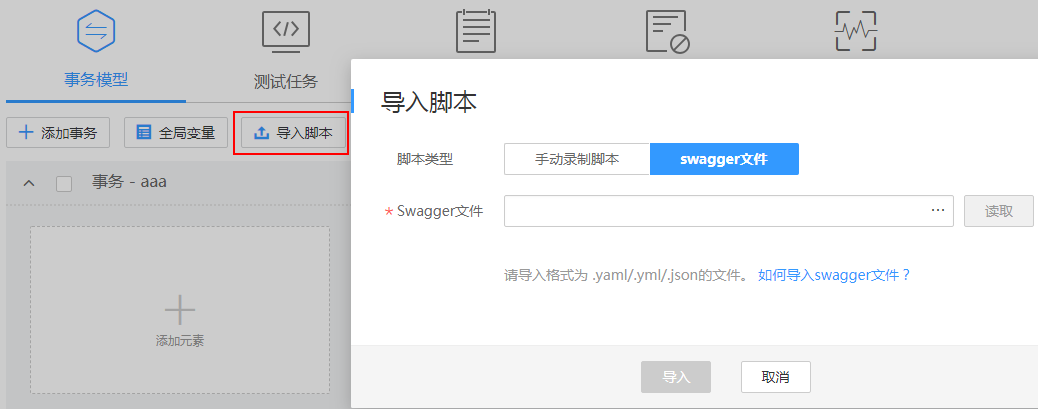 事务模型
测试任务
添加事务
全局变量
导入脚本
事务 - aaa
添加元素
导入脚本
脚本类型
手动录制脚本
swagger文件
* Swagger文件
...
读取
请导入格式为 .yaml/.yml/.json的文件。 如何导入swagger文件？
导入
取消